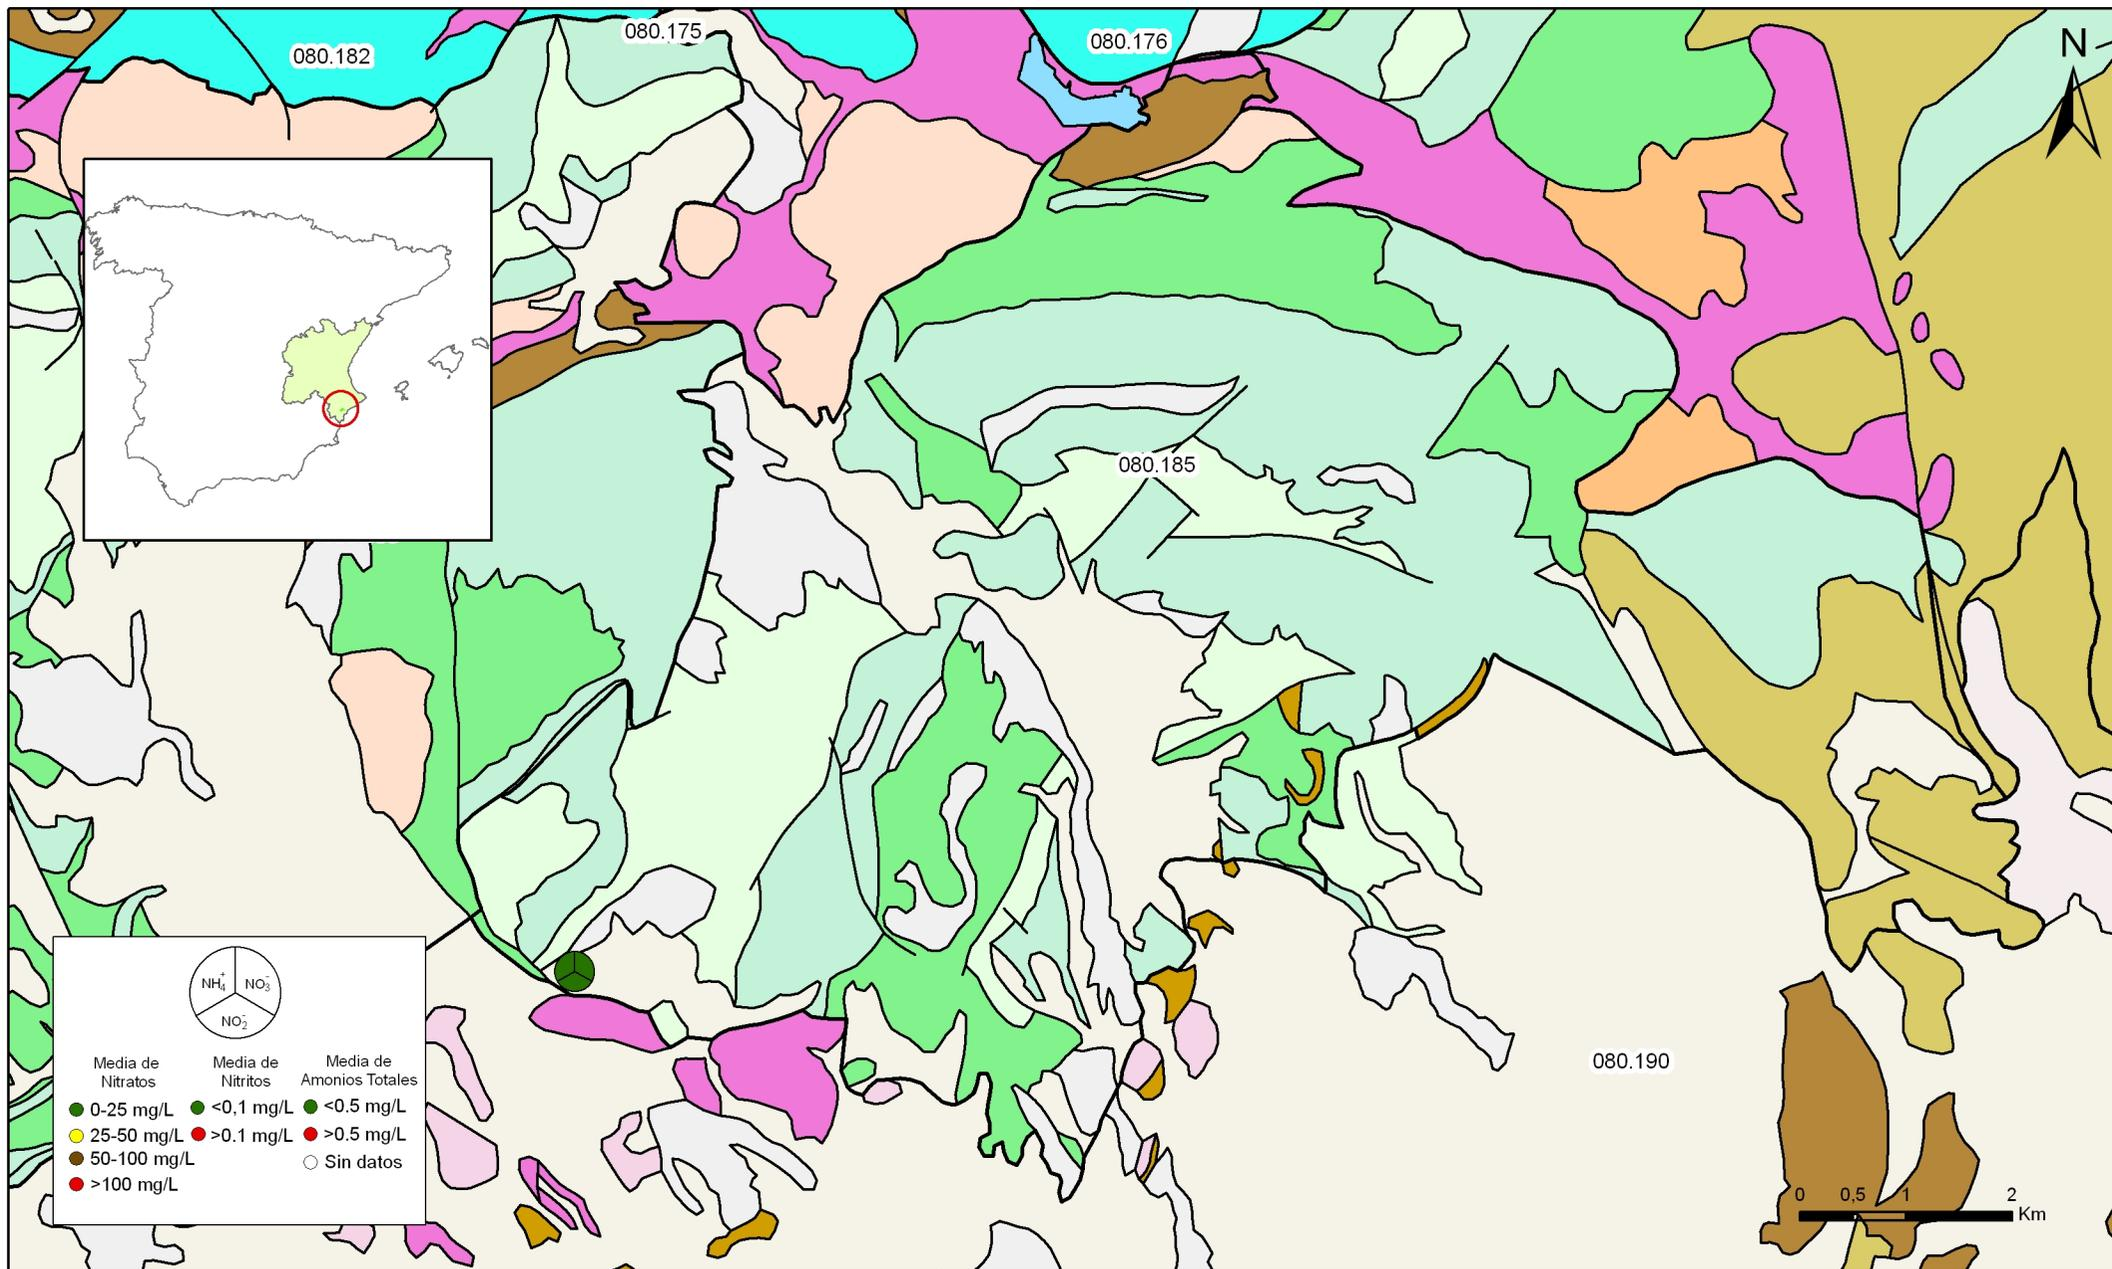 080.175
080.182
080.176
N
080.185
080.190
NH4+
NO3-
NO2-
Media de
Nitratos
Media de
Nitritos
Media de
Amonios Totales
0-25 mg/L
<0,1 mg/L
<0.5 mg/L
25-50 mg/L
>0.1 mg/L
>0.5 mg/L
50-100 mg/L
Sin datos
>100 mg/L
0 0,5 1 2
Km